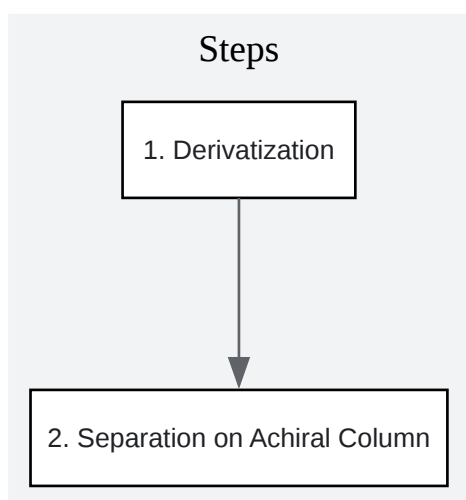 Steps
1. Derivatization
2. Separation on Achiral Column